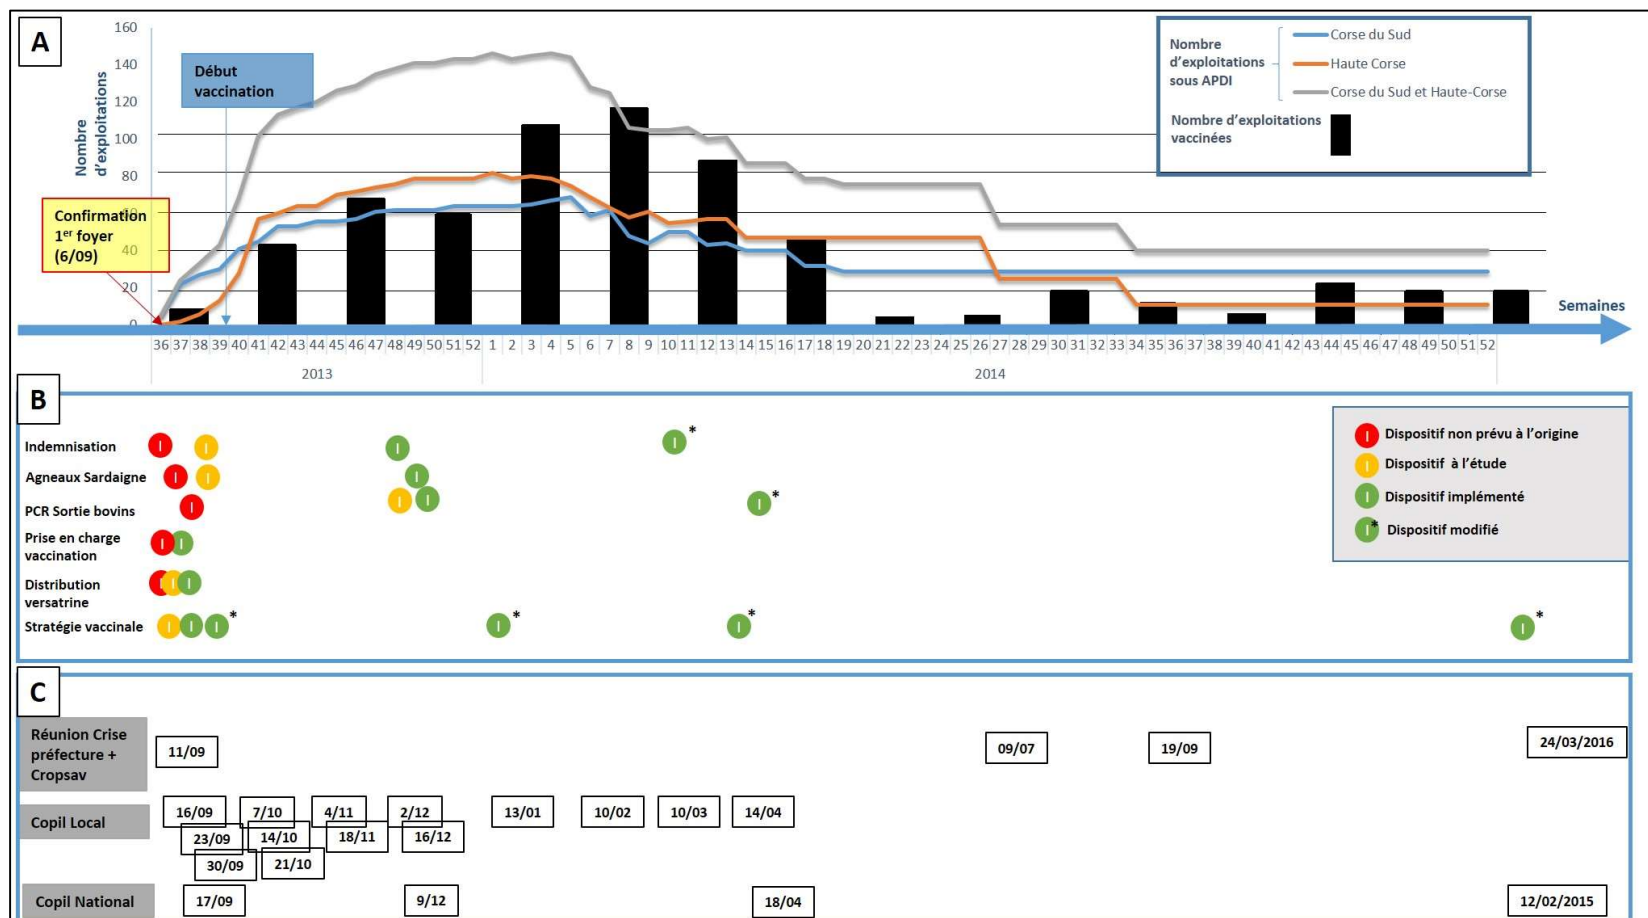 A
160
140
120
100
80
60
40
20
0
Nombre
d'exploitations
Début
vaccination
Confirmation
1er foyer
(6/09)
Nombre
d'exploitations
sous APDI
Corse du Sud
Haute Corse
Corse du Sud et Haute-Corse
Nombre d'exploitations
vaccinées
Semaines
36 37 38 39 40 41 42 43 44 45 46 47 48 49 50 51 52 1 2 3 4 5 6 7 8 9 10 11 12 13 14 15 16 17 18 19 20 21 22 23 24 25 26 27 28 29 30 31 32 33 34 35 36 37 38 39 40 41 42 43 44 45 46 47 48 49 50 51 52
2013 2014
B
Indemnisation
I I I I *
Agneaux Sardaigne
I I I
PCR Sortie bovins
I I I I *
Prise en charge
vaccination
I I
Distribution
versatrine
I I I
Stratégie vaccinale
I I I * I * I * I *
I Dispositif non prévu à l'origine
I Dispositif à l'étude
I Dispositif implémenté
I * Dispositif modifié
C
Réunion Crise
préfecture +
Cropsav
11/09 09/07 19/09 24/03/2016
Copil Local
16/09 7/10 4/11 2/12 13/01 10/02 10/03 14/04
23/09 14/10 18/11 16/12
30/09 21/10
Copil National
17/09 9/12 18/04 12/02/2015